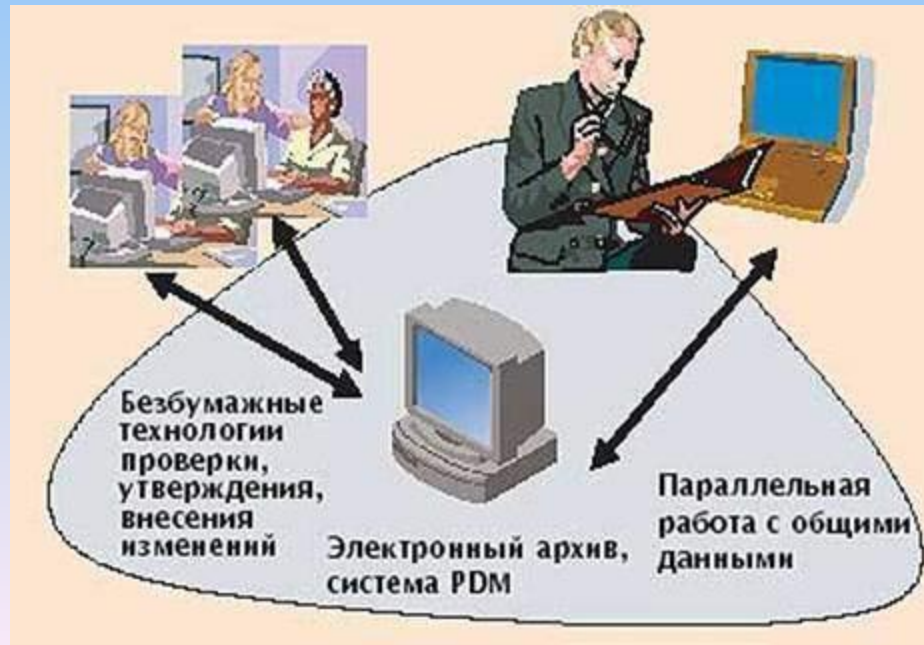 Безбумажные
технологии
проверки,
утверждения,
внесения
изменений
Электронный архив,
система PDM
Параллельная
работа с общими
данными